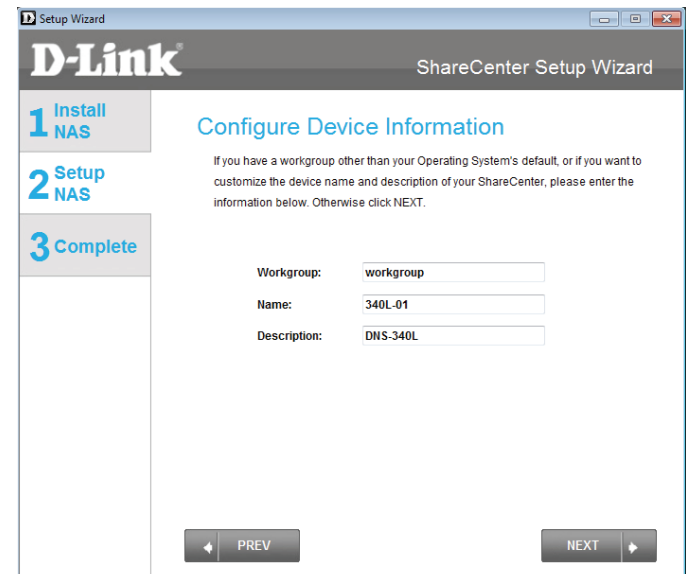 Setup Wizard
D-Link®
ShareCenter Setup Wizard
1 Install NAS
2 Setup NAS
3 Complete
Configure Device Information
If you have a workgroup other than your Operating System's default, or if you want to
customize the device name and description of your ShareCenter, please enter the
information below. Otherwise click NEXT.
Workgroup: workgroup
Name: 340L-01
Description: DNS-340L
PREV
NEXT